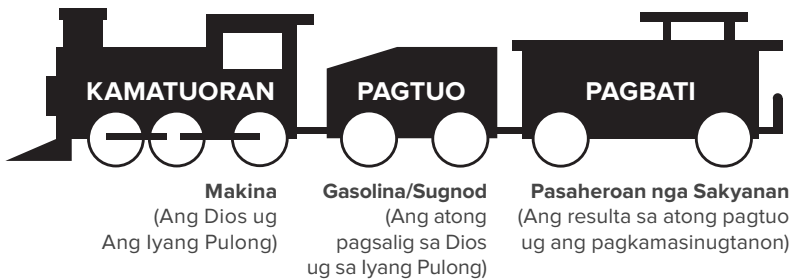 KAMATUORAN
PAGTUO
PAGBATI
Makina
(Ang Dios ug
Ang Iyang Pulong)
Gasolina/Sugnod
(Ang atong
pagsalig sa Dios
ug sa Iyang Pulong)
Pasaheroan nga Sakyanan
(Ang resulta sa atong pagtuo
ug ang pagkamasinugtanon)